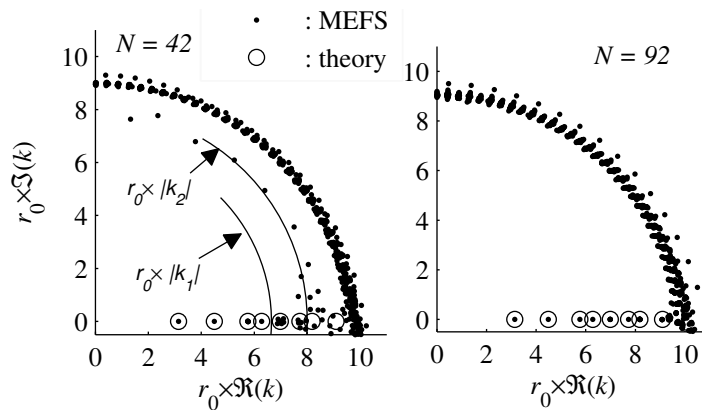 N = 42
: MEFS
: theory
N = 92
10
8
6
4
2
0
r₀×ℑ(k)
r₀×|k₂|
r₀×|k₁|
0 2 4 6 8 10
r₀×ℜ(k)
10
8
6
4
2
0
0 2 4 6 8 10
r₀×ℜ(k)